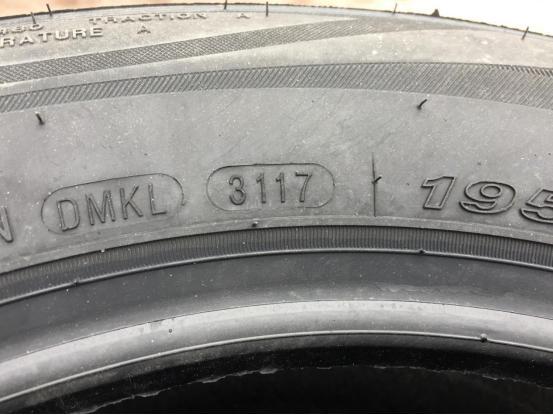 TRACTION A
RATURE A
N DMKL 3117 195